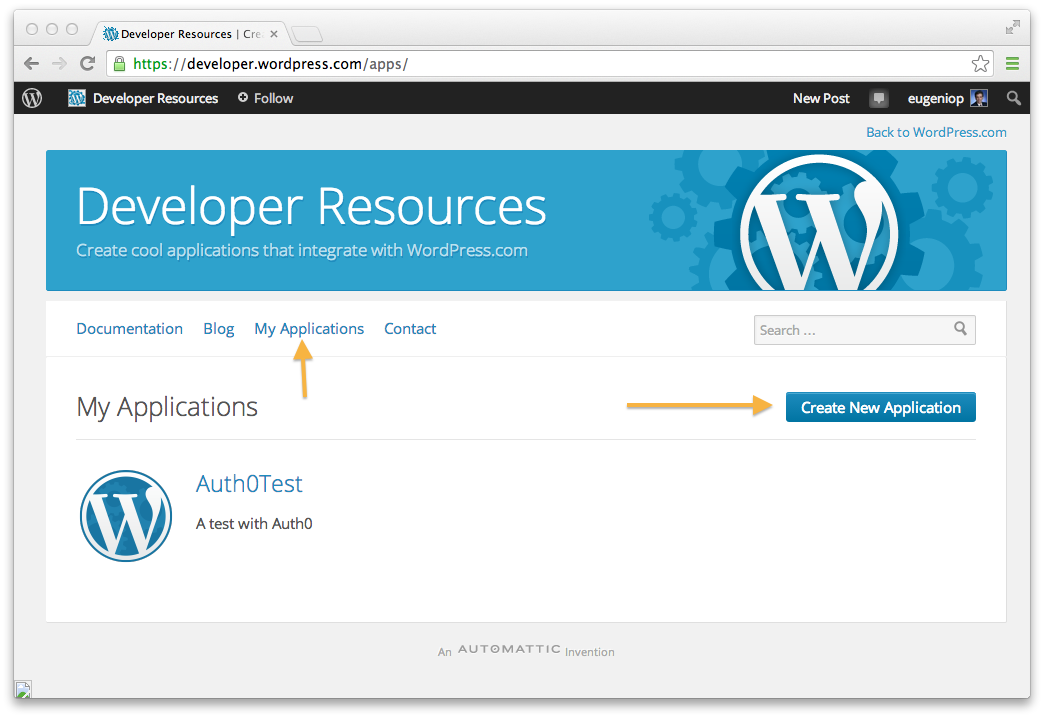 Developer Resources | Cre
https://developer.wordpress.com/apps/
Developer Resources Follow New Post eugeniop
Back to WordPress.com
Developer Resources
Create cool applications that integrate with WordPress.com
Documentation Blog My Applications Contact Search ...
My Applications Create New Application
Auth0Test
A test with Auth0
An AUTOMATTIC Invention